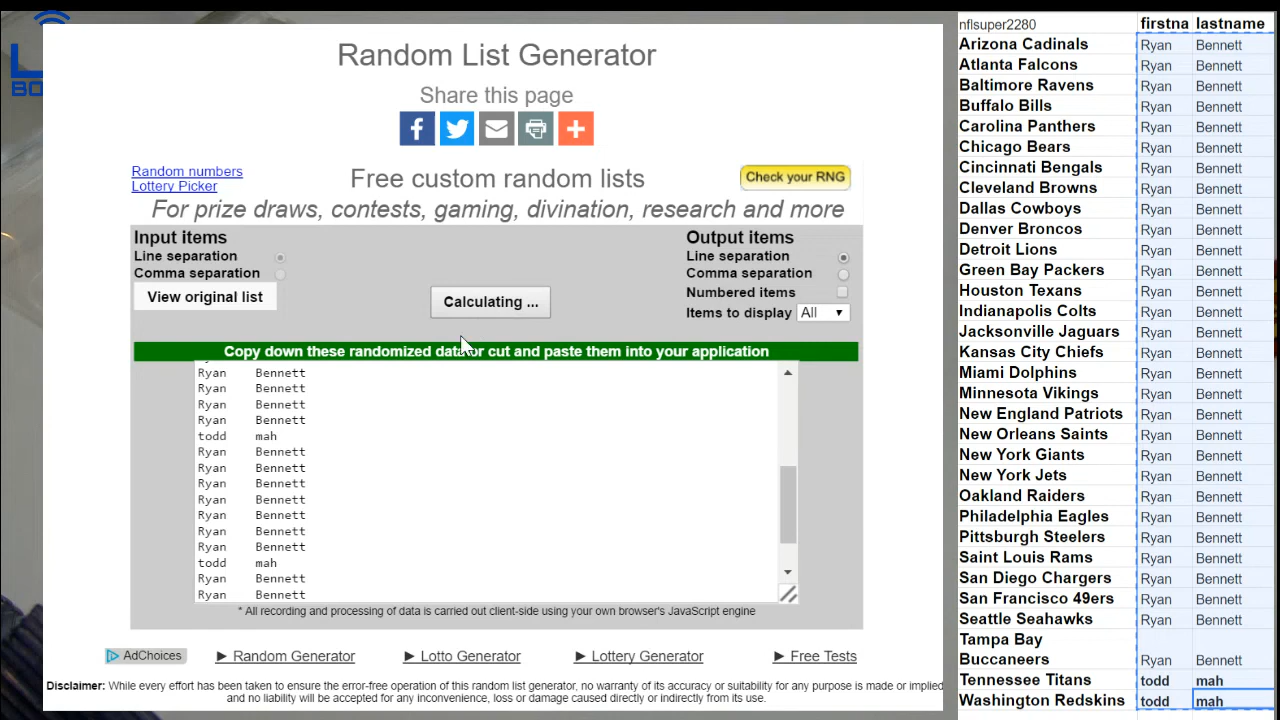 Random List Generator
Share this page
Random numbers
Lottery Picker
Free custom random lists
Check your RNG
For prize draws, contests, gaming, divination, research and more
Input items
Line separation
Comma separation
View original list
Calculating ...
Output items
Line separation
Comma separation
Numbered items
Items to display All
Copy down these randomized data or cut and paste them into your application
Ryan Bennett
Ryan Bennett
Ryan Bennett
Ryan Bennett
todd mah
Ryan Bennett
Ryan Bennett
Ryan Bennett
Ryan Bennett
Ryan Bennett
Ryan Bennett
Ryan Bennett
todd mah
Ryan Bennett
Ryan Bennett
* All recording and processing of data is carried out client-side using your own browser's JavaScript engine
AdChoices
► Random Generator
► Lotto Generator
► Lottery Generator
► Free Tests
Disclaimer: While every effort has been taken to ensure the error-free operation of this random list generator, no warranty of its accuracy or suitability for any purpose is made or implied
and no liability will be accepted for any inconvenience, loss or damage caused directly or indirectly from its use.
nflsuper2280 firstna lastname
Arizona Cadinals Ryan Bennett
Atlanta Falcons Ryan Bennett
Baltimore Ravens Ryan Bennett
Buffalo Bills Ryan Bennett
Carolina Panthers Ryan Bennett
Chicago Bears Ryan Bennett
Cincinnati Bengals Ryan Bennett
Cleveland Browns Ryan Bennett
Dallas Cowboys Ryan Bennett
Denver Broncos Ryan Bennett
Detroit Lions Ryan Bennett
Green Bay Packers Ryan Bennett
Houston Texans Ryan Bennett
Indianapolis Colts Ryan Bennett
Jacksonville Jaguars Ryan Bennett
Kansas City Chiefs Ryan Bennett
Miami Dolphins Ryan Bennett
Minnesota Vikings Ryan Bennett
New England Patriots Ryan Bennett
New Orleans Saints Ryan Bennett
New York Giants Ryan Bennett
New York Jets Ryan Bennett
Oakland Raiders Ryan Bennett
Philadelphia Eagles Ryan Bennett
Pittsburgh Steelers Ryan Bennett
Saint Louis Rams Ryan Bennett
San Diego Chargers Ryan Bennett
San Francisco 49ers Ryan Bennett
Seattle Seahawks Ryan Bennett
Tampa Bay
Buccaneers Ryan Bennett
Tennessee Titans todd mah
Washington Redskins todd mah